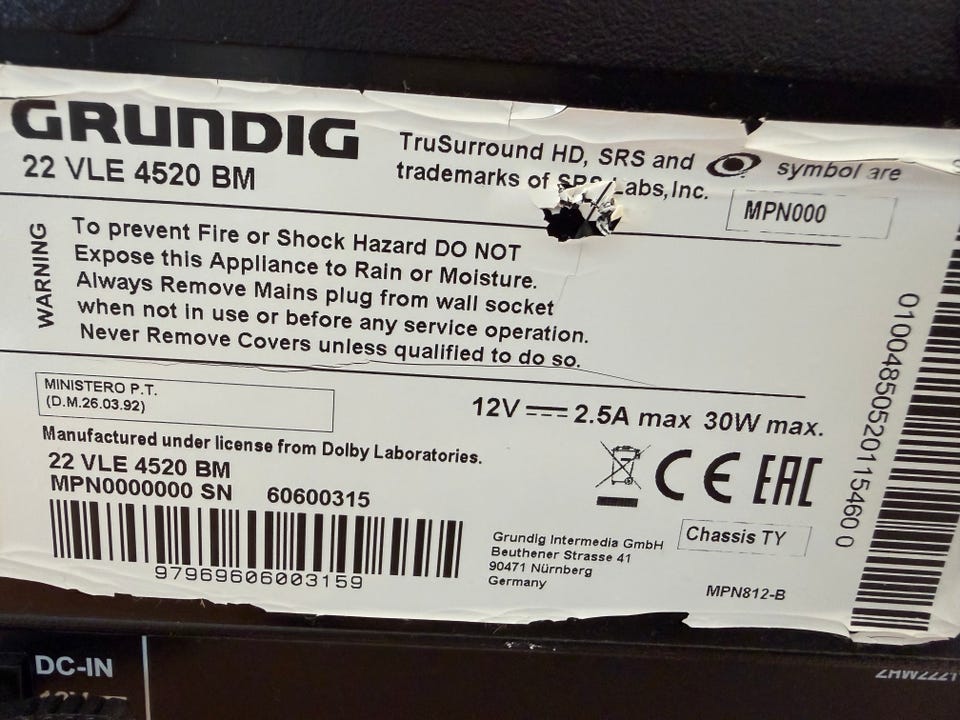 GRUNDIG
22 VLE 4520 BM
TruSurround HD, SRS and symbol are
trademarks of SRS Labs,Inc.
MPN000
WARNING
To prevent Fire or Shock Hazard DO NOT
Expose this Appliance to Rain or Moisture.
Always Remove Mains plug from wall socket
when not in use or before any service operation.
Never Remove Covers unless qualified to do so.
MINISTERO P.T.
(D.M.26.03.92)
12V 2.5A max 30W max.
Manufactured under license from Dolby Laboratories.
22 VLE 4520 BM
MPN0000000 SN 60600315
97969606003159
CE EAC
Grundig Intermedia GmbH
Beuthener Strasse 41
90471 Nürnberg
Germany
Chassis TY
MPN812-B
010048505201154600 0
DC-IN